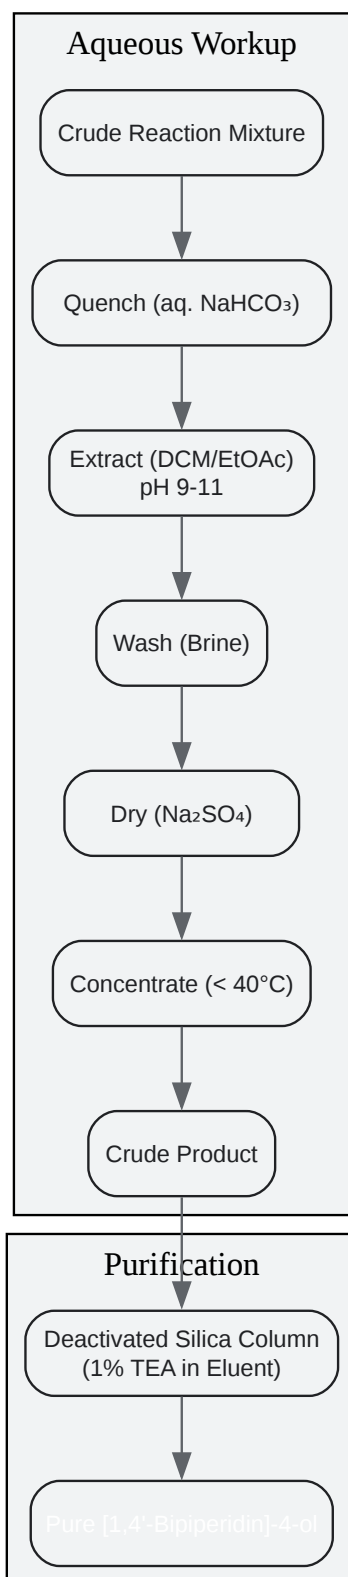 Aqueous Workup
Crude Reaction Mixture
Quench (aq. NaHCO₃)
Extract (DCM/EtOAc)
pH 9-11
Wash (Brine)
Dry (Na₂SO₄)
Concentrate (< 40°C)
Crude Product
Purification
Deactivated Silica Column
(1% TEA in Eluent)
Pure [1,4'-Bipiperidin]-4-ol